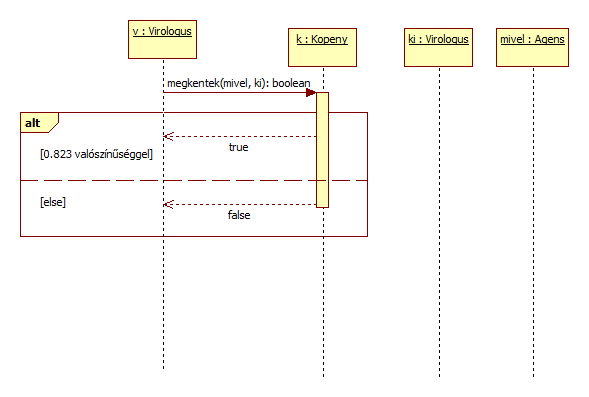 v : Virologus
k : Kopeny
ki : Virologus
mivel : Agens
megkentek(mivel, ki): boolean
alt
true
[0.823 valószínűséggel]
[else]
false